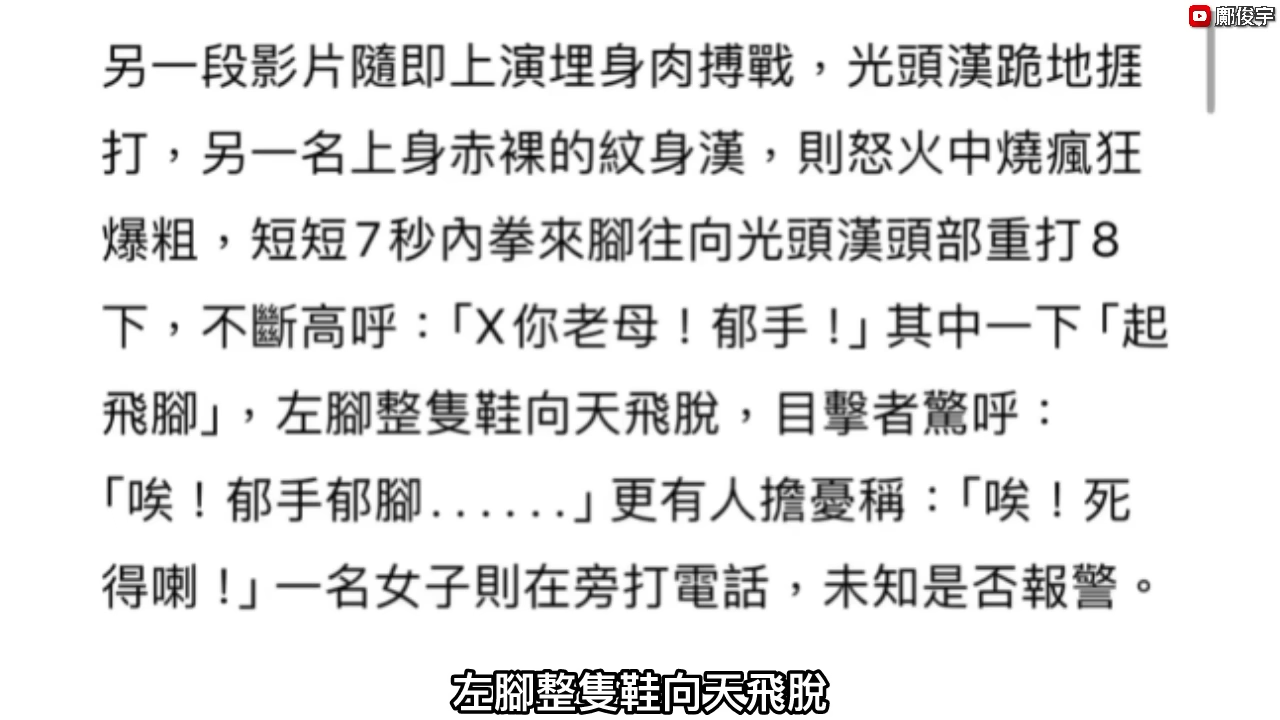 鄺俊宇
另一段影片隨即上演埋身肉搏戰，光頭漢跪地捱
打，另一名上身赤裸的紋身漢，則怒火中燒瘋狂
爆粗，短短7秒內拳來腳往向光頭漢頭部重打8
下，不斷高呼：「X你老母！郁手！」其中一下「起
飛腳」，左腳整隻鞋向天飛脫，目擊者驚呼：
「唉！郁手郁腳......」更有人擔憂稱：「唉！死
得喇！」一名女子則在旁打電話，未知是否報警。
左腳整隻鞋向天飛脫